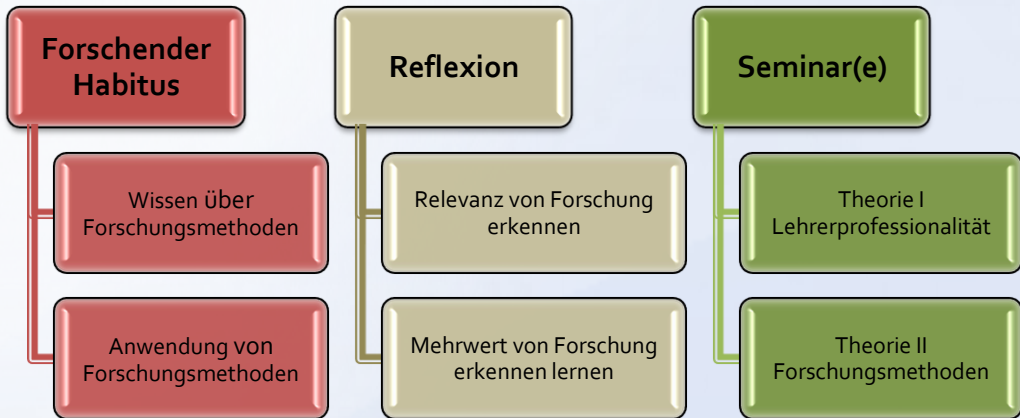 Forschender
Habitus
Wissen über
Forschungsmethoden
Anwendung von
Forschungsmethoden
Reflexion
Relevanz von Forschung
erkennen
Mehrwert von Forschung
erkennen lernen
Seminar(e)
Theorie I
Lehrerprofessionalität
Theorie II
Forschungsmethoden